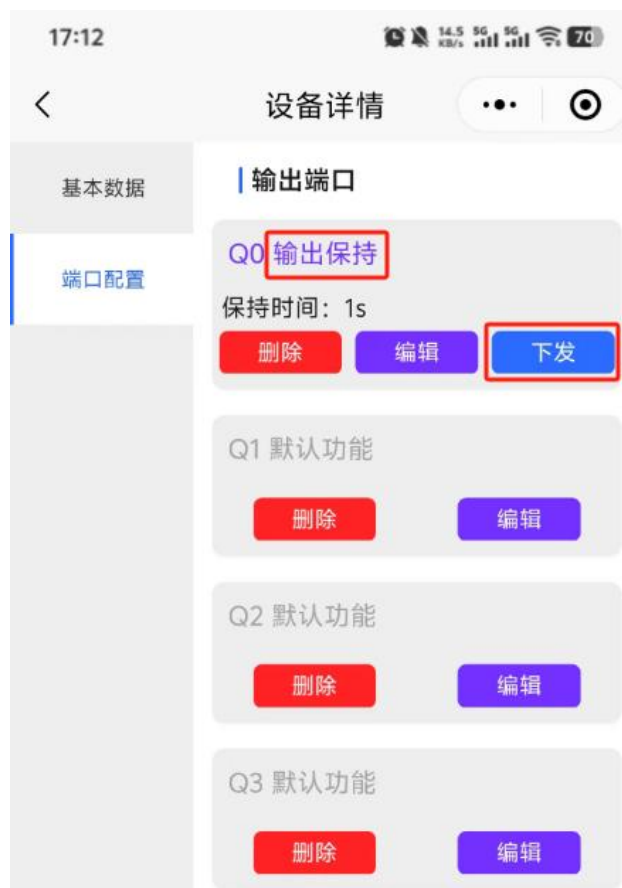 17:12 14.5 KB/s 5G 5G 70
设备详情
基本数据
端口配置
输出端口
Q0 输出保持
保持时间：1s
删除 编辑 下发
Q1 默认功能
删除 编辑
Q2 默认功能
删除 编辑
Q3 默认功能
删除 编辑